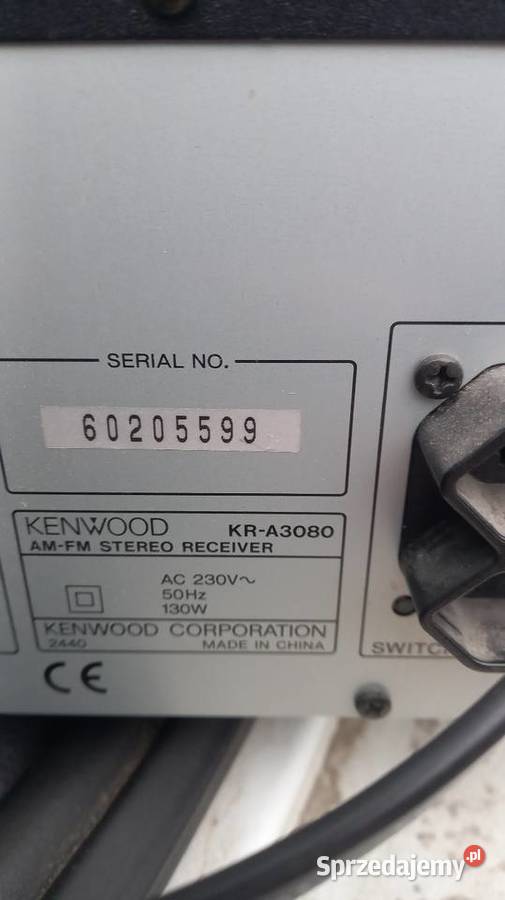 SERIAL NO.
60205599
KENWOOD KR-A3080
AM-FM STEREO RECEIVER
AC 230V~
50Hz
130W
KENWOOD CORPORATION
2440 MADE IN CHINA
SWITCH
CE
Sprzedajemy.pl